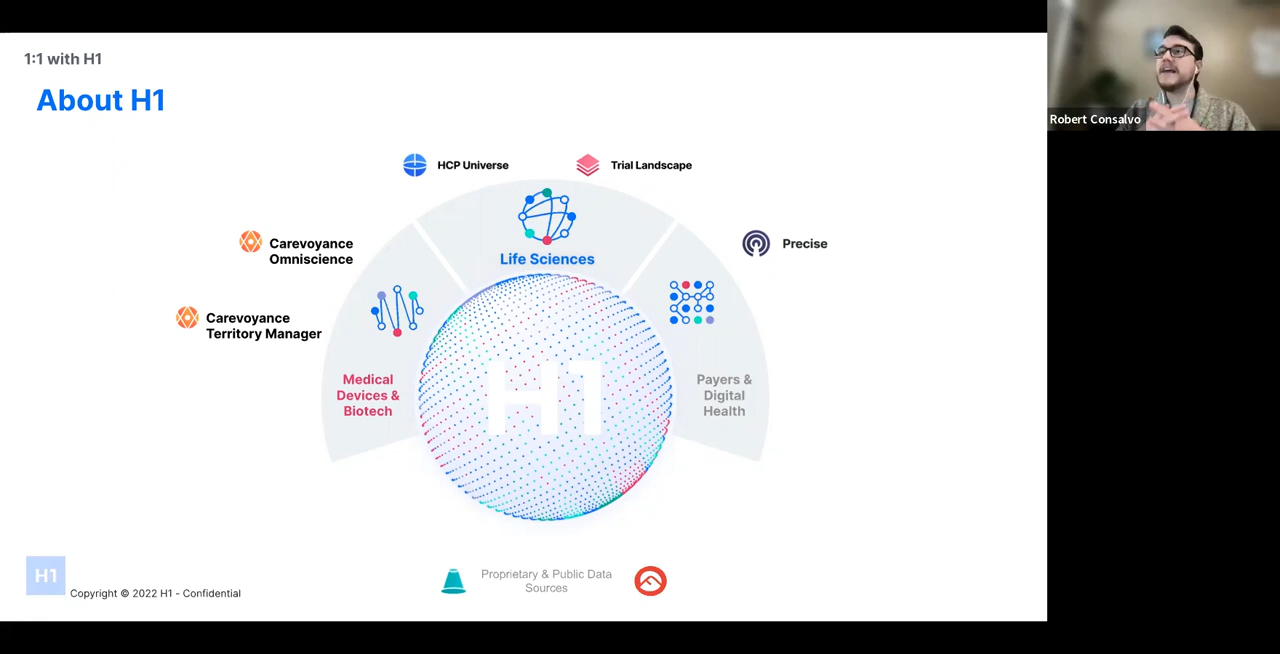 1:1 with H1
About H1
Robert Consalvo
HCP Universe
Trial Landscape
Carevoyance
Omniscience
Precise
Life Sciences
Carevoyance
Territory Manager
H1
Medical
Devices &
Biotech
Payers &
Digital
Health
Proprietary & Public Data
Sources
H1
Copyright © 2022 H1 - Confidential